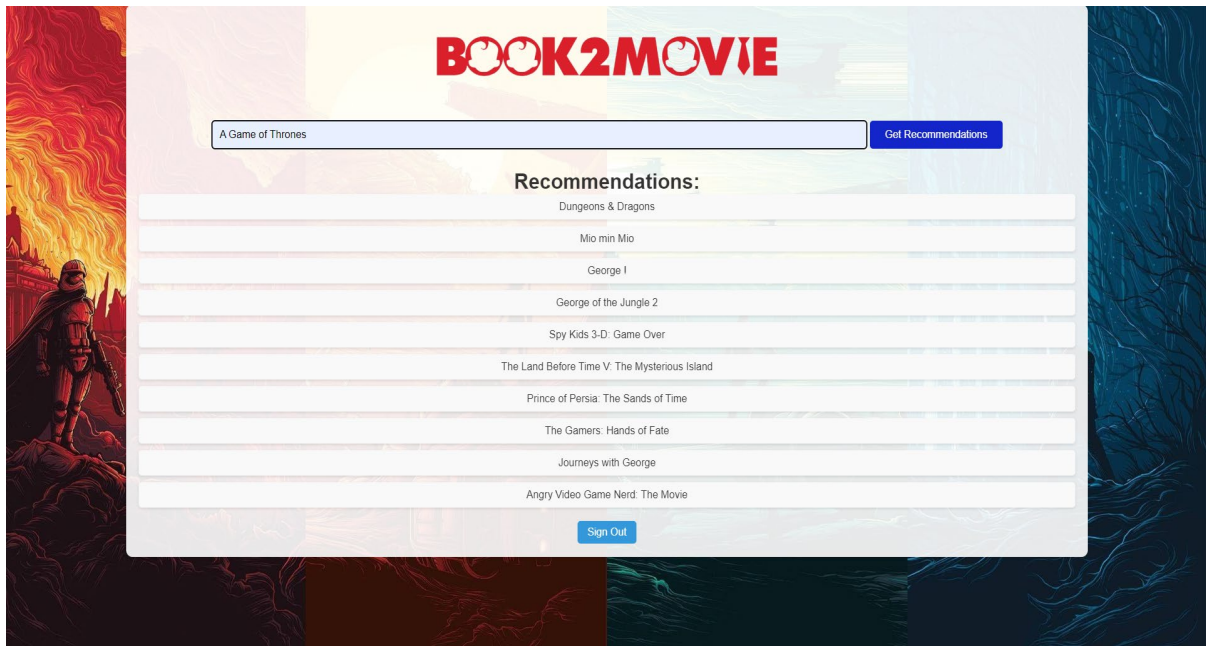 BOOK2MOVIE
A Game of Thrones
Get Recommendations
Recommendations:
Dungeons & Dragons
Mio min Mio
George !
George of the Jungle 2
Spy Kids 3-D: Game Over
The Land Before Time V: The Mysterious Island
Prince of Persia: The Sands of Time
The Gamers: Hands of Fate
Journeys with George
Angry Video Game Nerd: The Movie
Sign Out